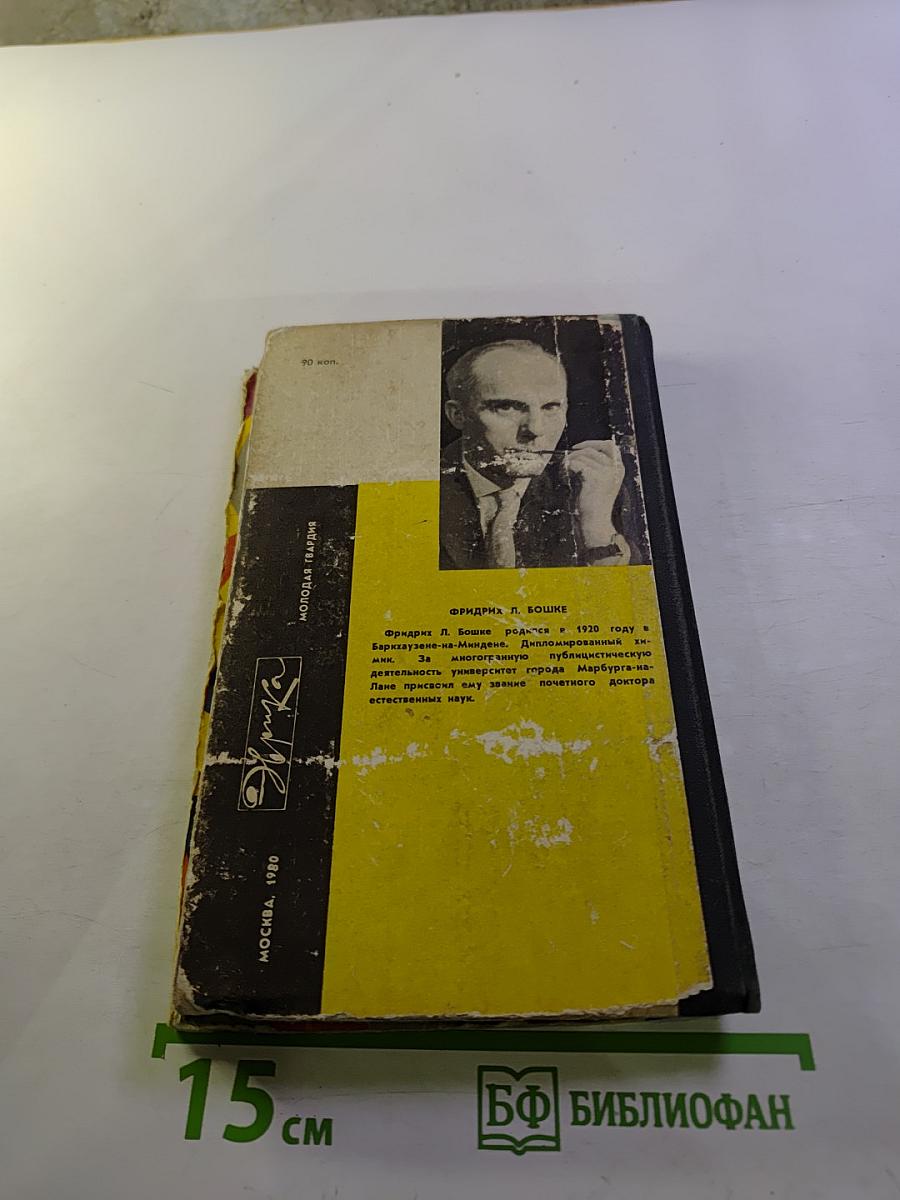 90 коп.
ФРИДРИХ Л. БОШКЕ
Фридрих Л. Бошке родился в 1920 году в
Баркхаузене-на-Миндене. Дипломированный хи-
мик. За многогранную публицистическую
деятельность университет города Марбурга-на-
Лане присвоил ему звание почетного доктора
естественных наук.
МОЛОДАЯ ГВАРДИЯ
Эврика
МОСКВА, 1980
15 см
БФ БИБЛИОФАН